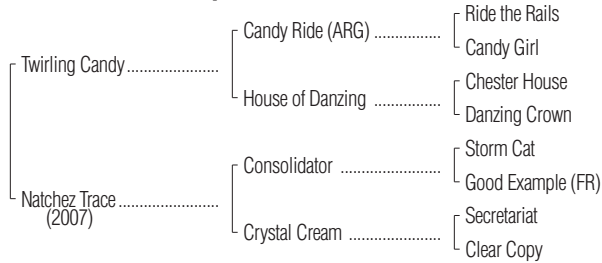 Ride the Rails
Candy Ride (ARG) ................
Candy Girl
Twirling Candy ......................
Chester House
House of Danzing ................
Danzing Crown
Storm Cat
Consolidator ........................
Good Example (FR)
Natchez Trace ........................
(2007)
Secretariat
Crystal Cream ......................
Clear Copy